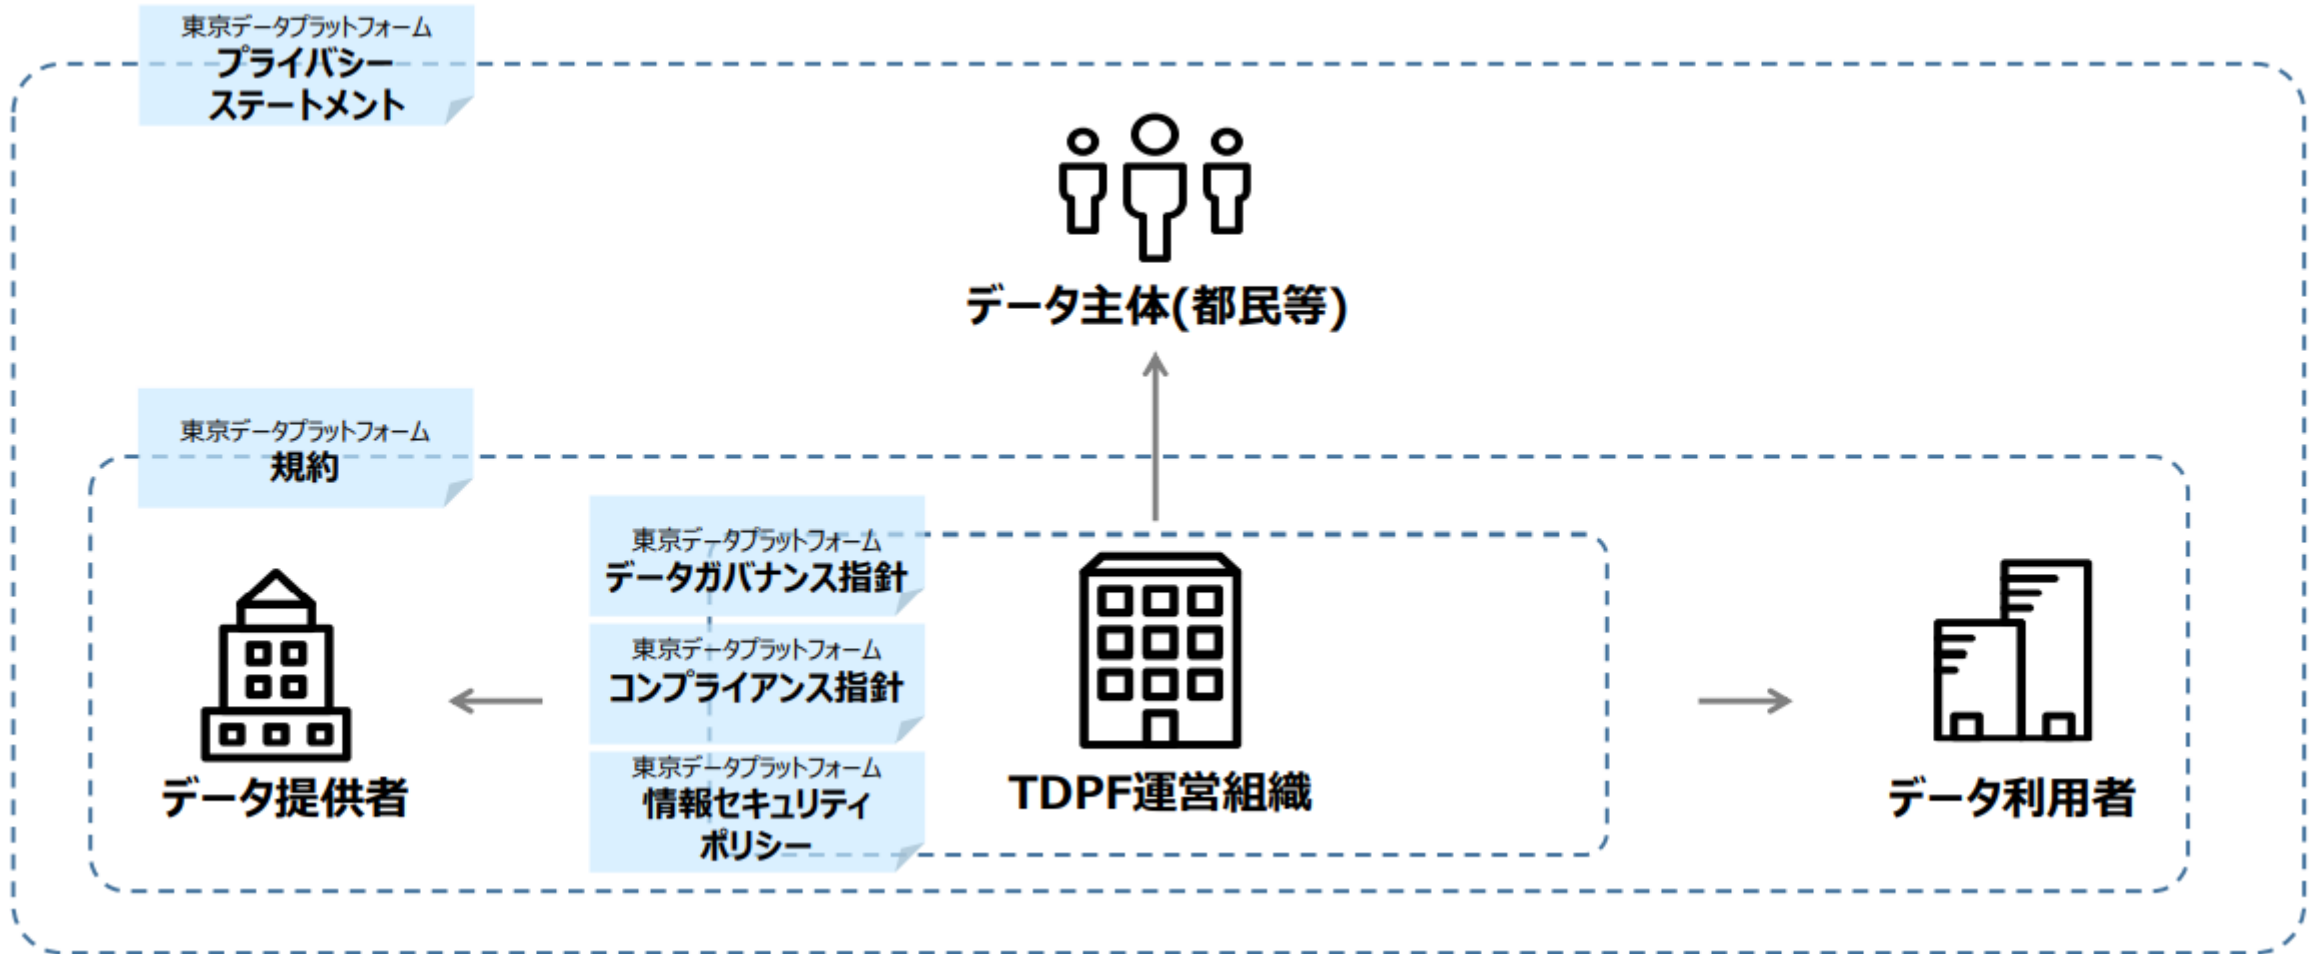 東京データプラットフォーム
プライバシー
ステートメント
データ主体(都民等)
東京データプラットフォーム
規約
東京データプラットフォーム
データガバナンス指針
東京データプラットフォーム
コンプライアンス指針
東京データプラットフォーム
情報セキュリティ
ポリシー
データ提供者
TDPF運営組織
データ利用者